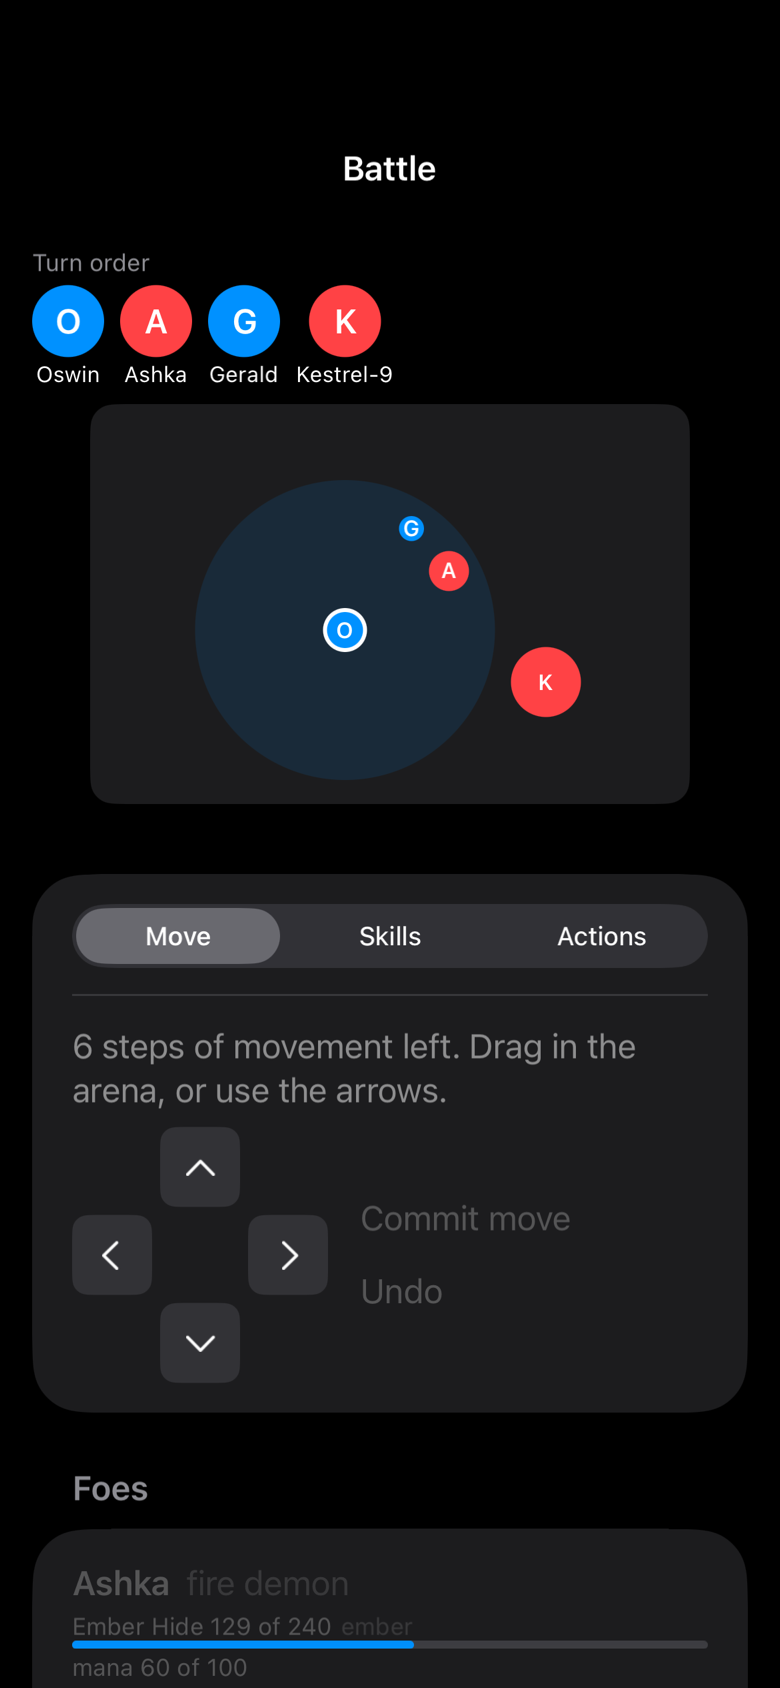 Battle
Turn order
O A G K
Oswin Ashka Gerald Kestrel-9
G
A
O
K
Move Skills Actions
6 steps of movement left. Drag in the
arena, or use the arrows.
Commit move
Undo
Foes
Ashka fire demon
Ember Hide 129 of 240 ember
mana 60 of 100